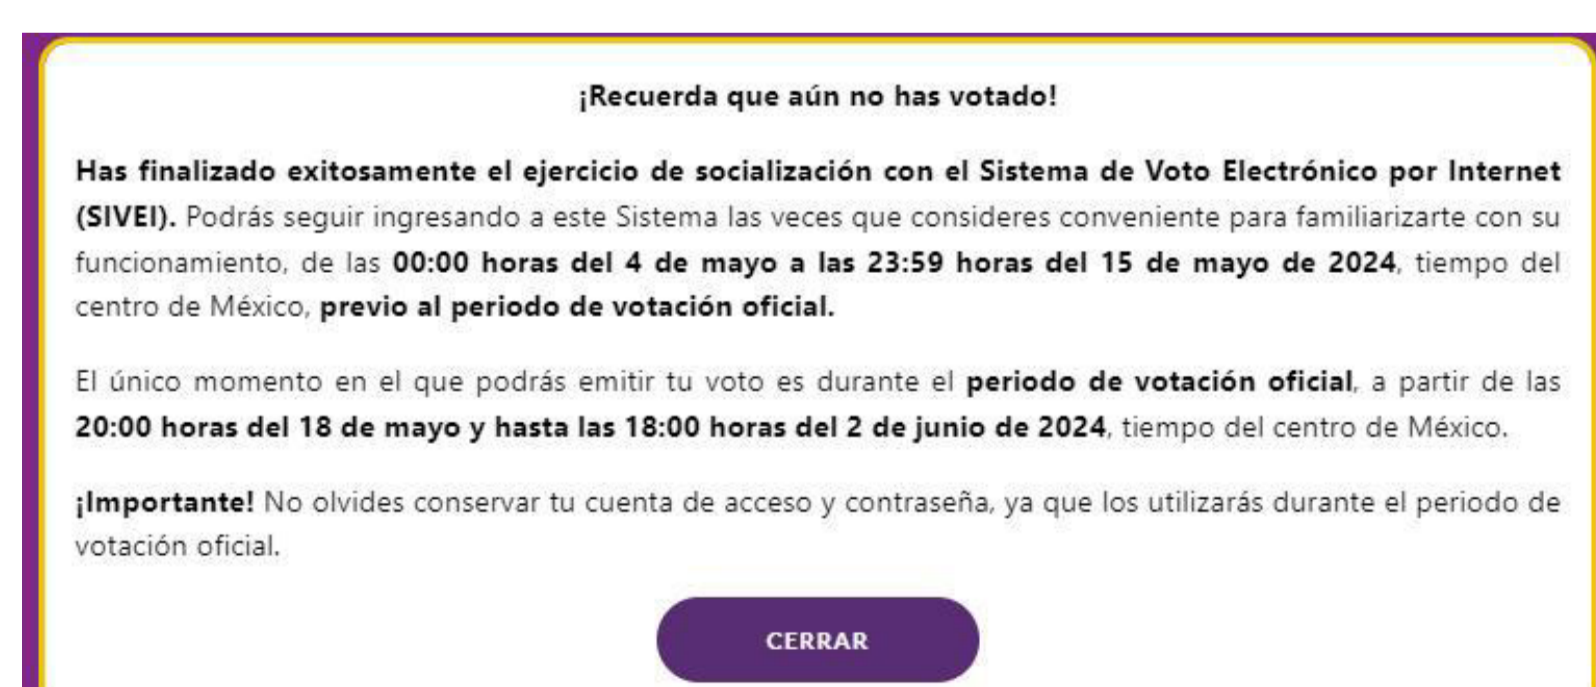 ¡Recuerda que aún no has votado!
Has finalizado exitosamente el ejercicio de socialización con el Sistema de Voto Electrónico por Internet
(SIVEI). Podrás seguir ingresando a este Sistema las veces que consideres conveniente para familiarizarte con su
funcionamiento, de las 00:00 horas del 4 de mayo a las 23:59 horas del 15 de mayo de 2024, tiempo del
centro de México, previo al periodo de votación oficial.
El único momento en el que podrás emitir tu voto es durante el periodo de votación oficial, a partir de las
20:00 horas del 18 de mayo y hasta las 18:00 horas del 2 de junio de 2024, tiempo del centro de México.
¡Importante! No olvides conservar tu cuenta de acceso y contraseña, ya que los utilizarás durante el periodo de
votación oficial.
CERRAR